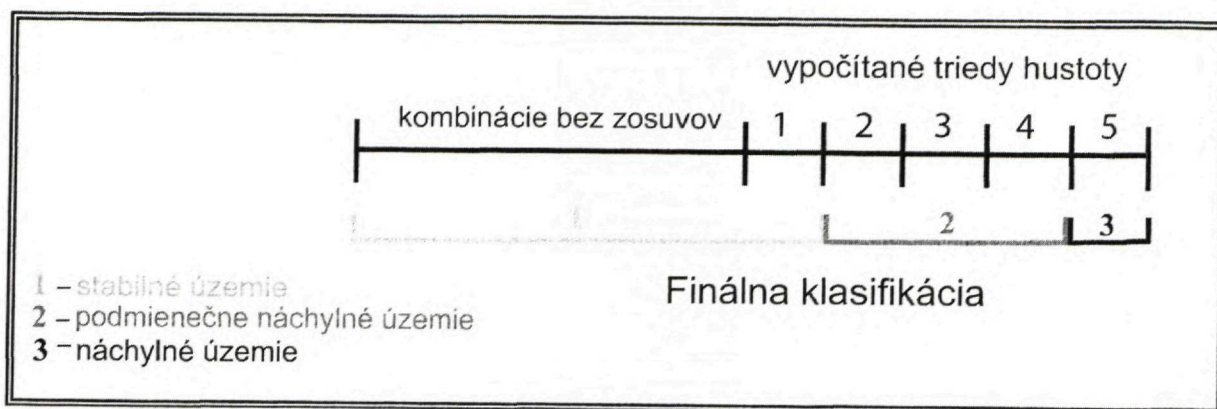 vypočítané triedy hustoty
kombinácie bez zosuvov 1 2 3 4 5
1 2 3
Finálna klasifikácia
1 – stabilné územie
2 – podmienečne náchylné územie
3 – náchylné územie